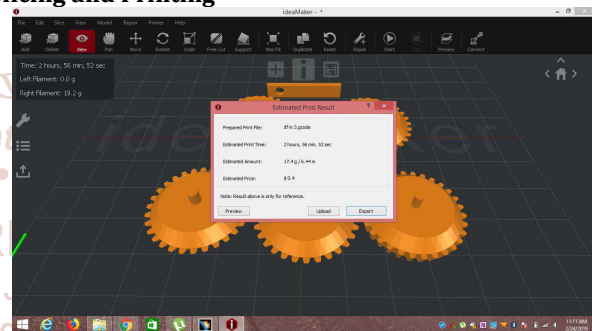 ideaMaker - *
File Edit Slice View Model Repair Printer Help
Add Delete View Pan Move Rotate Scale Free Cut Support Max Fit Duplicate Reset Repair Start Preview Connect
Time: 2 hours, 56 min, 52 sec
Left Filament: 0.0 g
Right Filament: 19.2 g
Estimated Print Result
Prepared Print File: dfm 3.gcode
Estimated Print Time: 2 hours, 56 min, 52 sec
Estimated Amount: 17.4 g / 6.44 m
Estimated Price: $ 0.4
Note: Result above is only for reference.
Preview Upload Export
11:11 AM
2/28/2019